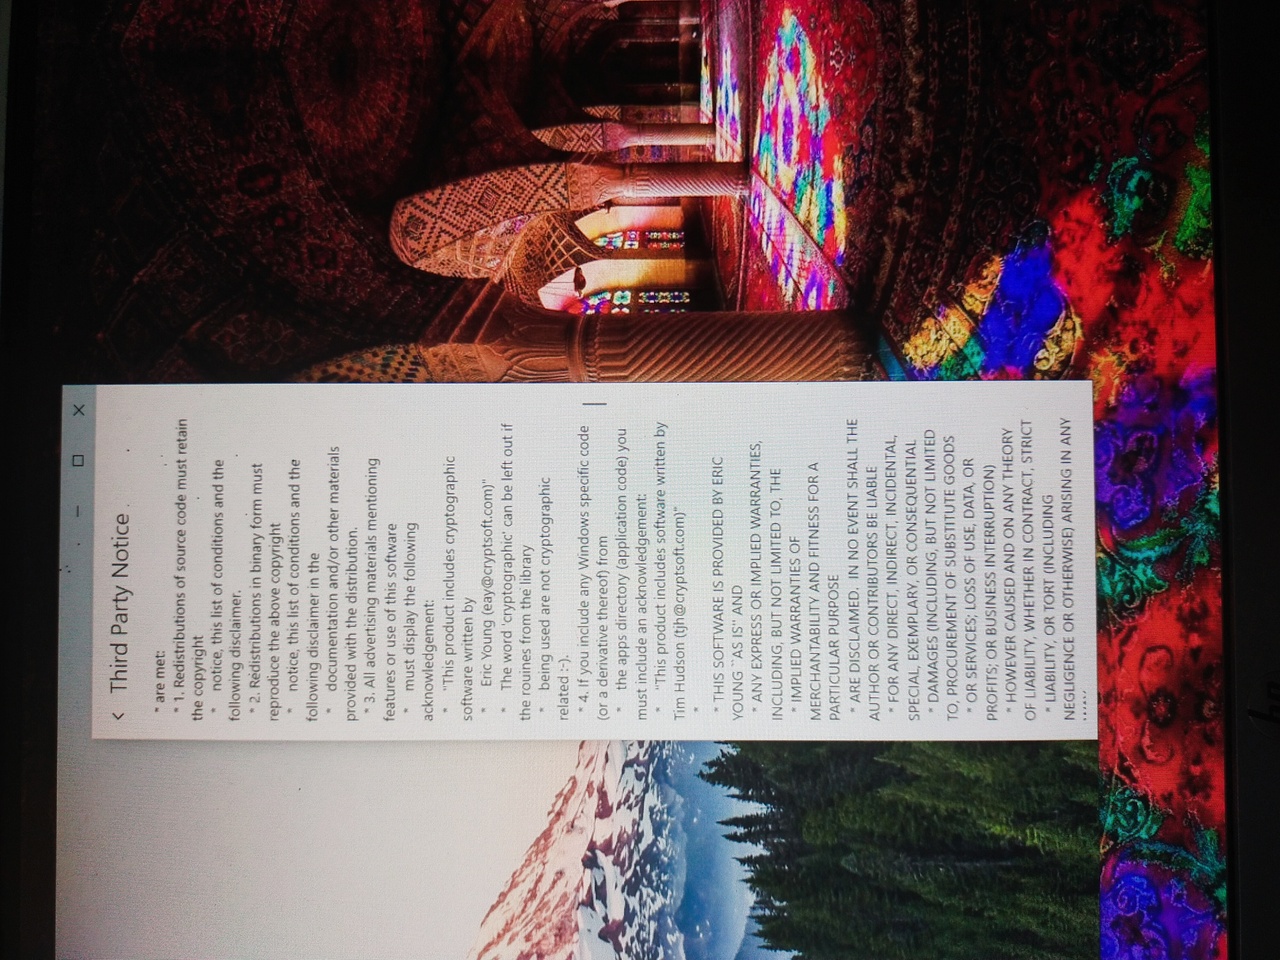 Third Party Notice
* are met:
* 1. Redistributions of source code must retain
the copyright
* notice, this list of conditions and the
following disclaimer.
* 2. Redistributions in binary form must
reproduce the above copyright
* notice, this list of conditions and the
following disclaimer in the
* documentation and/or other materials
provided with the distribution.
* 3. All advertising materials mentioning
features or use of this software
* must display the following
acknowledgement:
* "This product includes cryptographic
software written by
* Eric Young (eay@cryptsoft.com)"
* The word 'cryptographic' can be left out if
the rouines from the library
* being used are not cryptographic
related :-).
* 4. If you include any Windows specific code
(or a derivative thereof) from
* the apps directory (application code) you
must include an acknowledgement:
* "This product includes software written by
Tim Hudson (tjh@cryptsoft.com)"
*
* THIS SOFTWARE IS PROVIDED BY ERIC
YOUNG ``AS IS'' AND
* ANY EXPRESS OR IMPLIED WARRANTIES,
INCLUDING, BUT NOT LIMITED TO, THE
* IMPLIED WARRANTIES OF
MERCHANTABILITY AND FITNESS FOR A
PARTICULAR PURPOSE
* ARE DISCLAIMED. IN NO EVENT SHALL THE
AUTHOR OR CONTRIBUTORS BE LIABLE
* FOR ANY DIRECT, INDIRECT, INCIDENTAL,
SPECIAL, EXEMPLARY, OR CONSEQUENTIAL
* DAMAGES (INCLUDING, BUT NOT LIMITED
TO, PROCUREMENT OF SUBSTITUTE GOODS
* OR SERVICES; LOSS OF USE, DATA, OR
PROFITS; OR BUSINESS INTERRUPTION)
* HOWEVER CAUSED AND ON ANY THEORY
OF LIABILITY, WHETHER IN CONTRACT, STRICT
* LIABILITY, OR TORT (INCLUDING
NEGLIGENCE OR OTHERWISE) ARISING IN ANY
hp